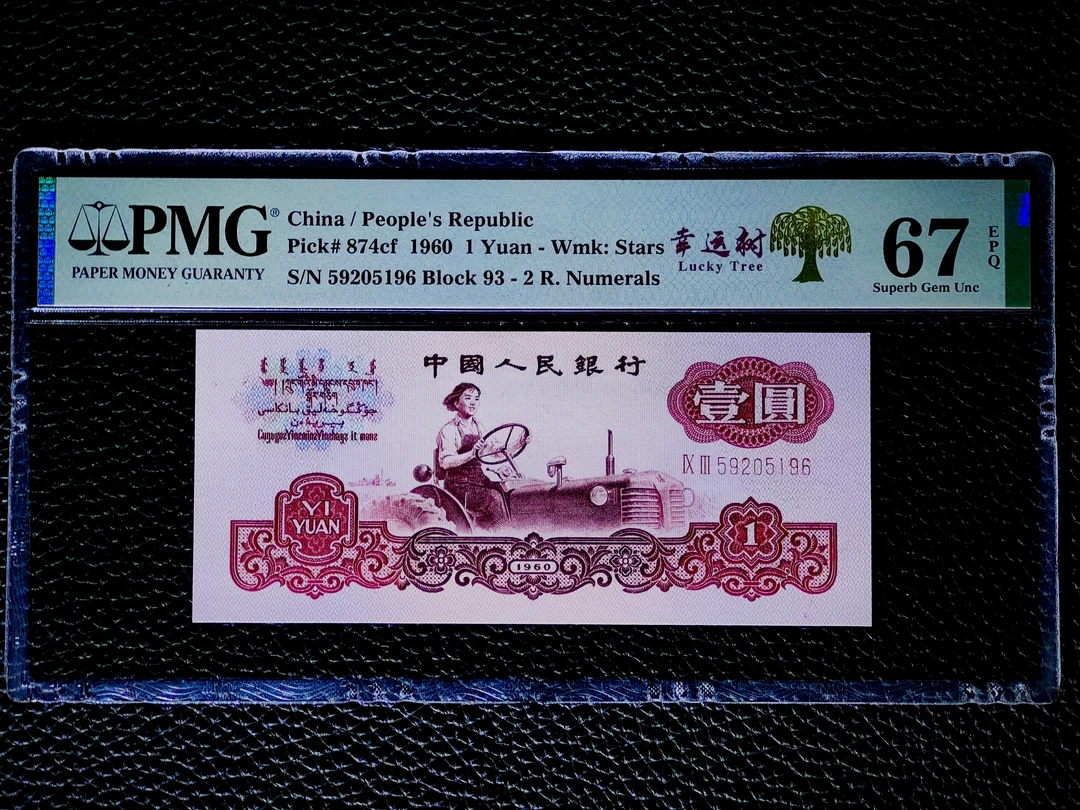 PMG®
PAPER MONEY GUARANTY
China / People's Republic
Pick# 874cf 1960 1 Yuan - Wmk: Stars
S/N 59205196 Block 93 - 2 R. Numerals
幸运树
Lucky Tree
67
EPQ
Superb Gem Unc
中國人民銀行
壹圓
IX III 59205196
YI
YUAN
1960
1